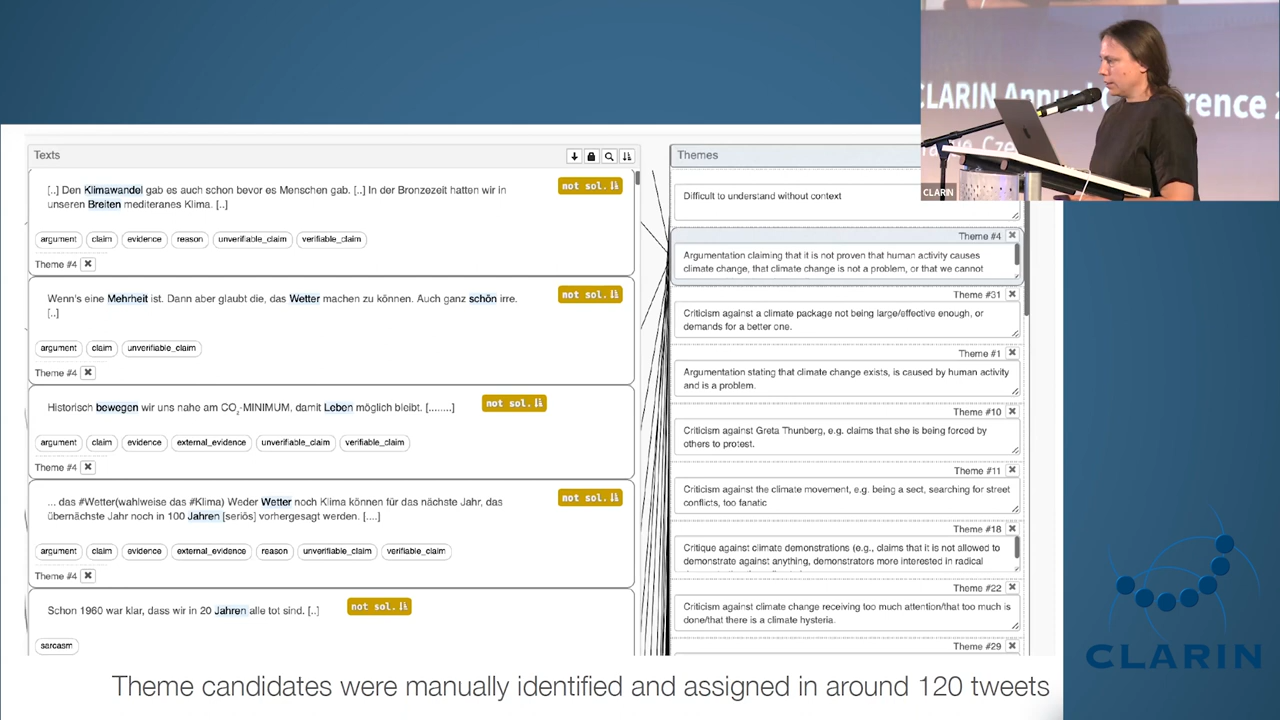 CLARIN Annual C rence 2
Cze
CLARIN
Texts
[..] Den Klimawandel gab es auch schon bevor es Menschen gab. [..] In der Bronzezeit hatten wir in
unseren Breiten mediteranes Klima. [..]
not sol.
argument claim evidence reason unverifiable_claim verifiable_claim
Theme #4
Wenn's eine Mehrheit ist. Dann aber glaubt die, das Wetter machen zu können. Auch ganz schön irre.
[..]
not sol.
argument claim unverifiable_claim
Theme #4
Historisch bewegen wir uns nahe am CO2-MINIMUM, damit Leben möglich bleibt. [........]
not sol.
argument claim evidence external_evidence unverifiable_claim verifiable_claim
Theme #4
... das #Wetter(wahlweise das #Klima) Weder Wetter noch Klima können für das nächste Jahr, das
übernächste Jahr noch in 100 Jahren [seriös] vorhergesagt werden. [....]
not sol.
argument claim evidence external_evidence reason unverifiable_claim verifiable_claim
Theme #4
Schon 1960 war klar, dass wir in 20 Jahren alle tot sind. [..]
not sol.
sarcasm
Themes
Difficult to understand without context
Theme #4
Argumentation claiming that it is not proven that human activity causes
climate change, that climate change is not a problem, or that we cannot
Theme #31
Criticism against a climate package not being large/effective enough, or
demands for a better one.
Theme #1
Argumentation stating that climate change exists, is caused by human activity
and is a problem.
Theme #10
Criticism against Greta Thunberg, e.g. claims that she is being forced by
others to protest.
Theme #11
Criticism against the climate movement, e.g. being a sect, searching for street
conflicts, too fanatic
Theme #18
Critique against climate demonstrations (e.g., claims that it is not allowed to
demonstrate against anything, demonstrators more interested in radical
Theme #22
Criticism against climate change receiving too much attention/that too much is
done/that there is a climate hysteria.
Theme #29
CLARIN
Theme candidates were manually identified and assigned in around 120 tweets